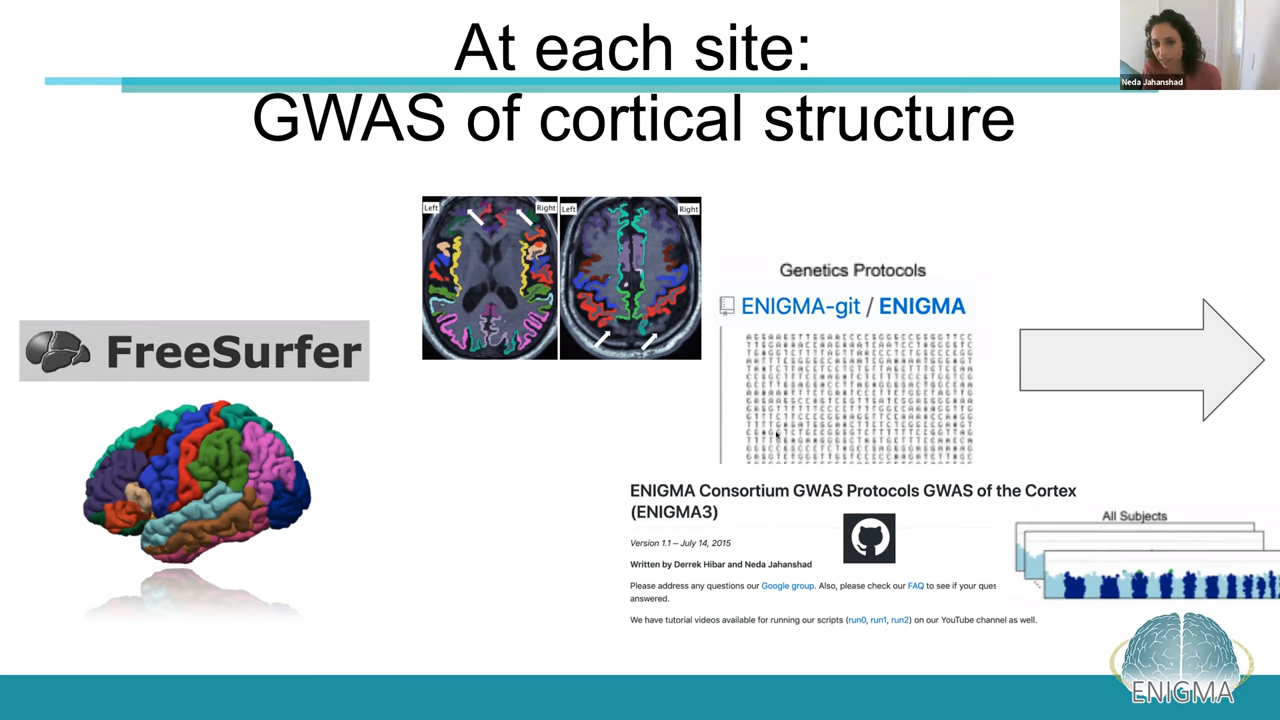 At each site:
GWAS of cortical structure
Neda Jahanshad
Left
Right
Left
Right
FreeSurfer
Genetics Protocols
ENIGMA-git / ENIGMA
ENIGMA Consortium GWAS Protocols GWAS of the Cortex
(ENIGMA3)
Version 1.1 – July 14, 2015
Written by Derrek Hibar and Neda Jahanshad
Please address any questions our Google group. Also, please check our FAQ to see if your ques
answered.
We have tutorial videos available for running our scripts (run0, run1, run2) on our YouTube channel as well.
All Subjects
ENIGMA